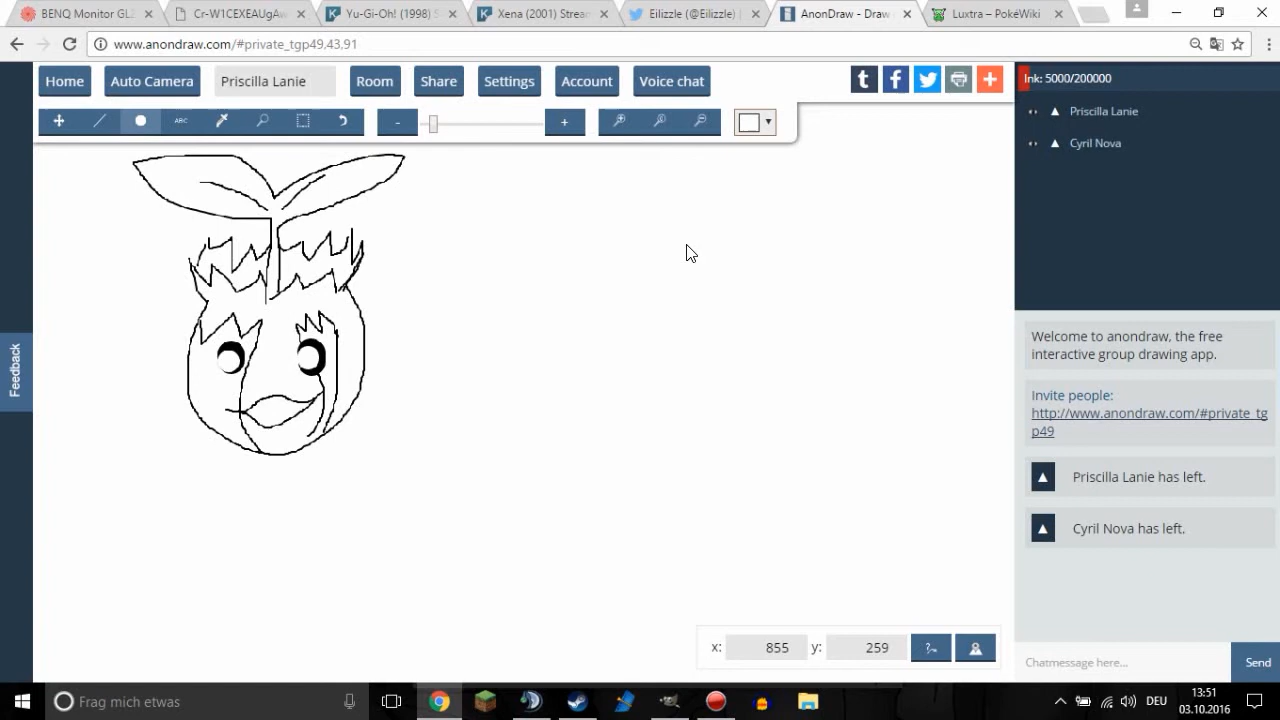 BENQ Monitor GL2
Cr-W1CEXEAUgAw
Yu-Gi-Oh! (1998) S
Xena (2001) Stream
Eilizzle (@Eilizzle)
AnonDraw - Draw
Luxtra – PokéWiki
www.anondraw.com/#private_tgp49,43,91
Home
Auto Camera
Priscilla Lanie
Room
Share
Settings
Account
Voice chat
Ink: 5000/200000
ABC
Priscilla Lanie
Cyril Nova
Feedback
Welcome to anondraw, the free
interactive group drawing app.
Invite people:
http://www.anondraw.com/#private_tg
p49
Priscilla Lanie has left.
Cyril Nova has left.
x: 855 y: 259
Chatmessage here...
Send
Frag mich etwas
DEU
13:51
03.10.2016